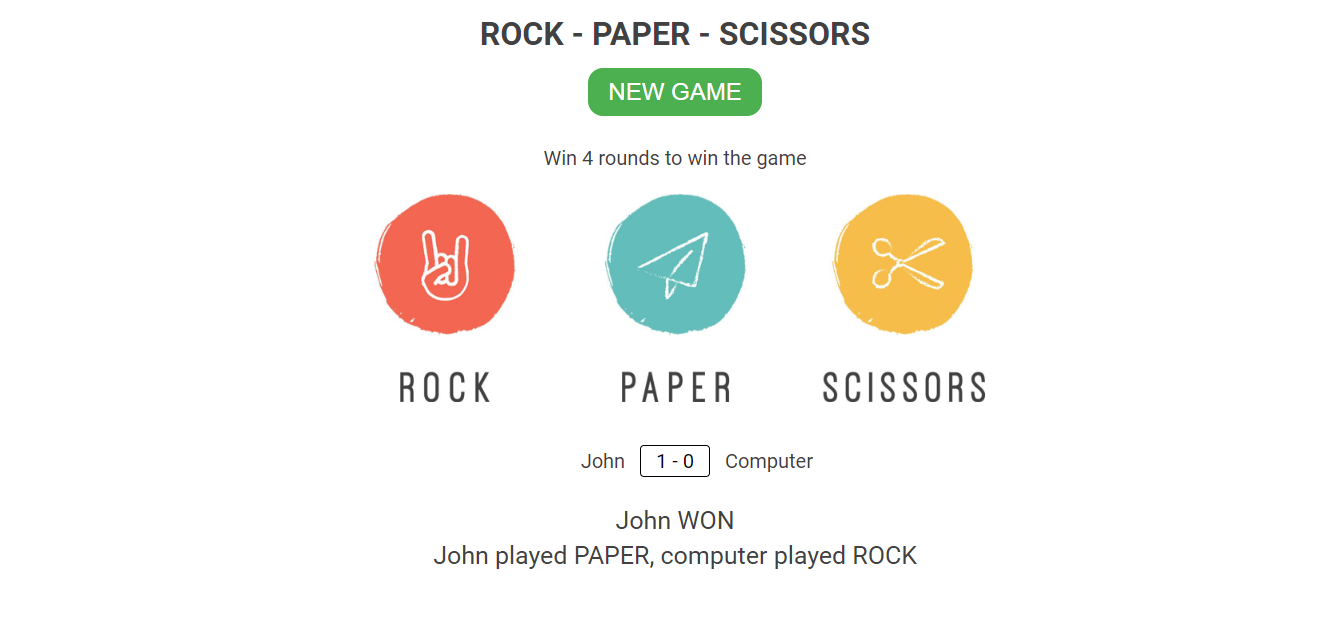 ROCK - PAPER - SCISSORS
NEW GAME
Win 4 rounds to win the game
ROCK PAPER SCISSORS
John 1 - 0 Computer
John WON
John played PAPER, computer played ROCK